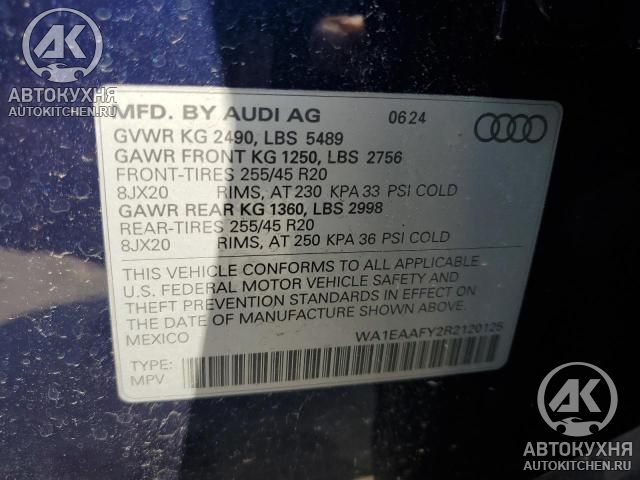 AK
АВТОКУХНЯ
AUTOKITCHEN.RU
MFD. BY AUDI AG 0624
GVWR KG 2490, LBS 5489
GAWR FRONT KG 1250, LBS 2756
FRONT-TIRES 255/45 R20
8JX20 RIMS, AT 230 KPA 33 PSI COLD
GAWR REAR KG 1360, LBS 2998
REAR-TIRES 255/45 R20
8JX20 RIMS, AT 250 KPA 36 PSI COLD
THIS VEHICLE CONFORMS TO ALL APPLICABLE
U.S. FEDERAL MOTOR VEHICLE SAFETY AND
THEFT PREVENTION STANDARDS IN EFFECT ON
THE DATE OF MANUFACTURE SHOWN ABOVE.
MEXICO WA1EAAFY2R2120125
TYPE:
MPV
AK
АВТОКУХНЯ
AUTOKITCHEN.RU